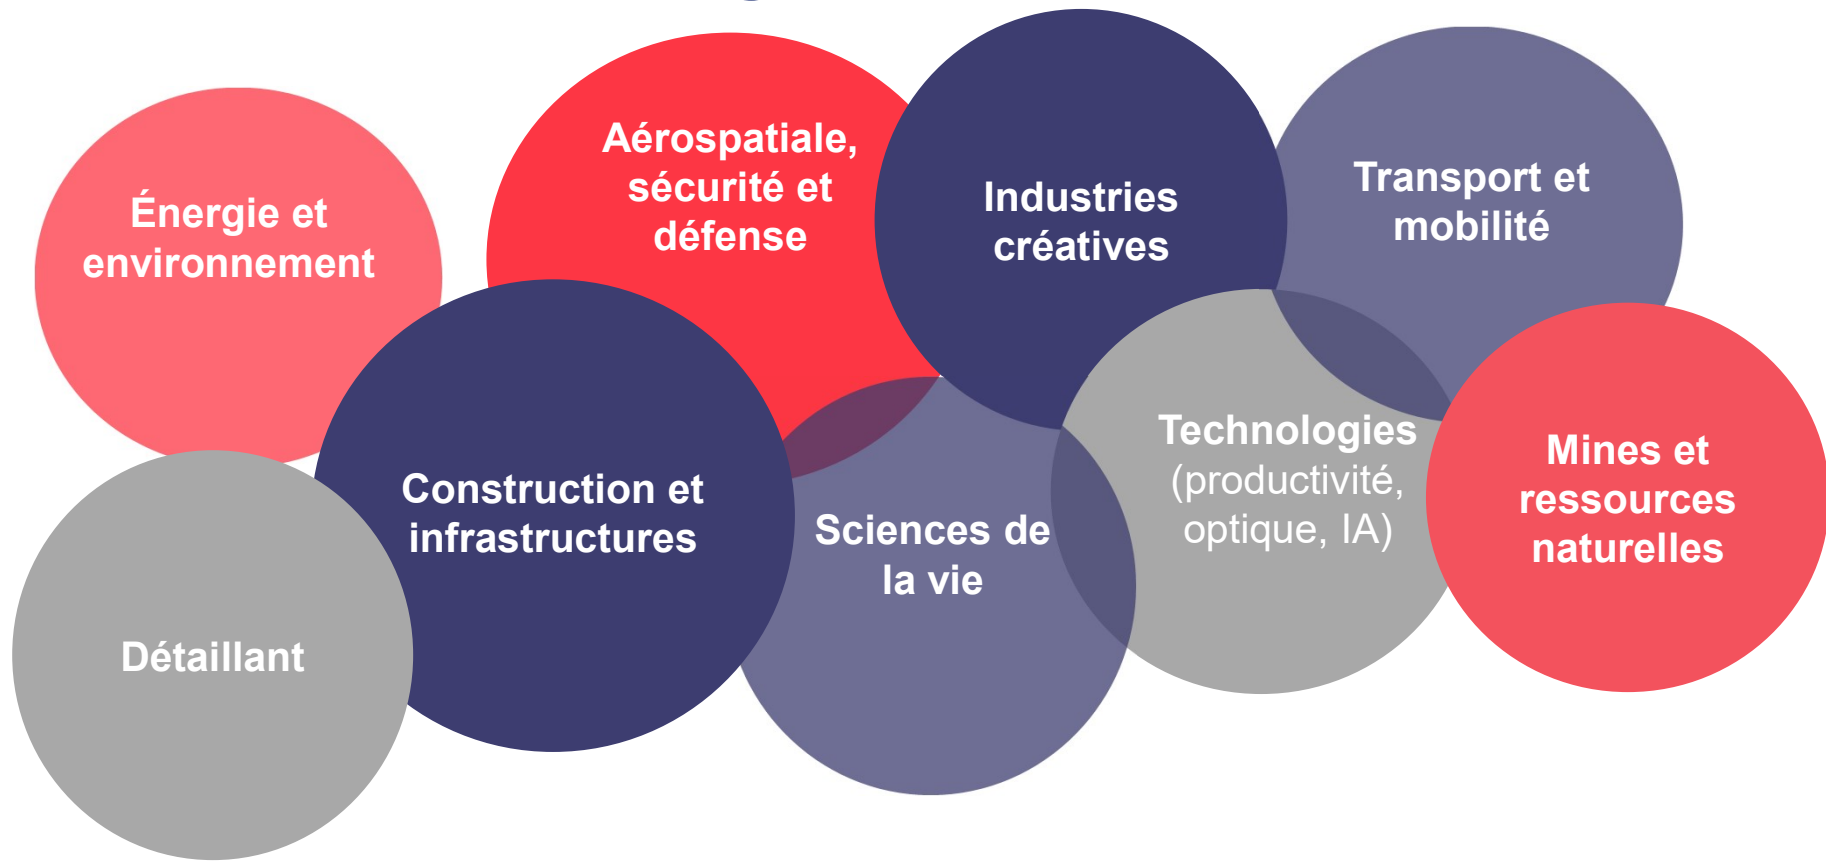 Énergie et
environnement
Aérospatiale,
sécurité et
défense
Industries
créatives
Transport et
mobilité
Détaillant
Construction et
infrastructures
Sciences de
la vie
Technologies
(productivité,
optique, IA)
Mines et
ressources
naturelles